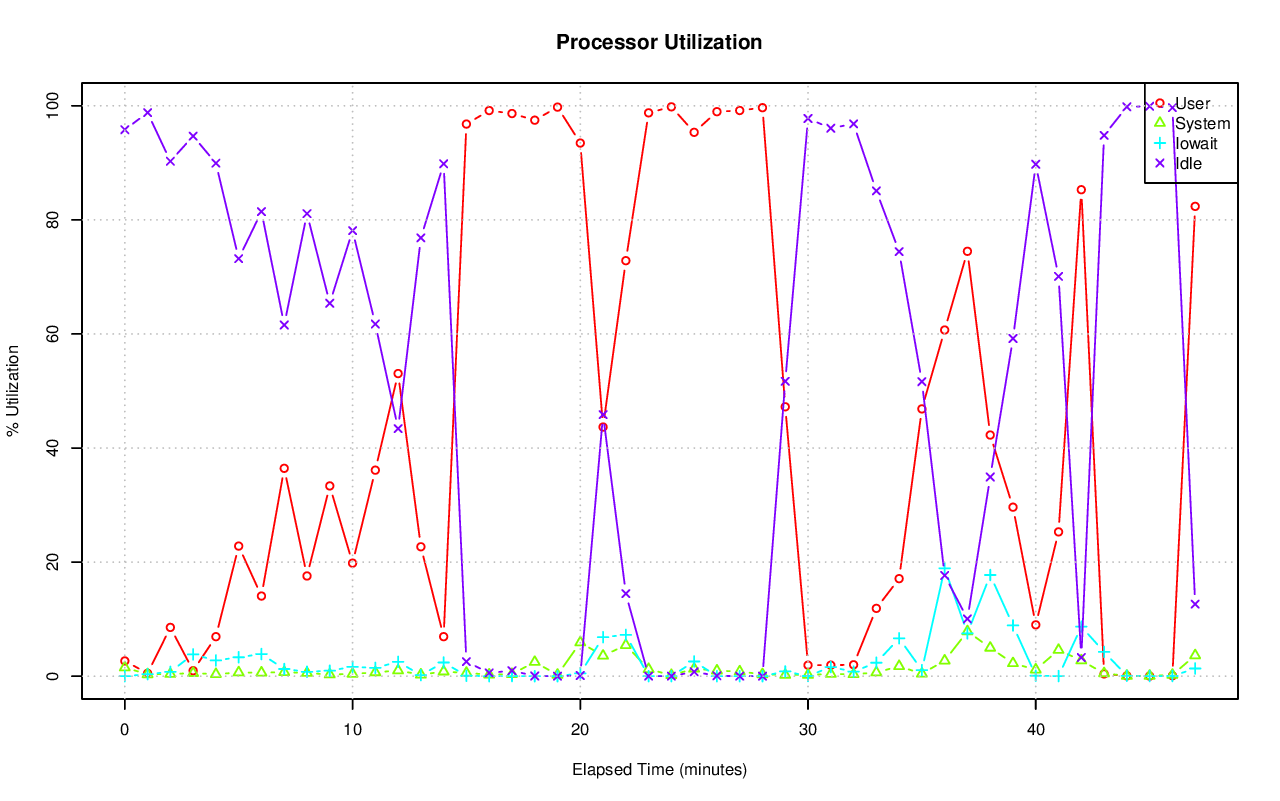 Processor Utilization
100
80
60
40
20
0
% Utilization
User
System
Iowait
Idle
0 10 20 30 40
Elapsed Time (minutes)